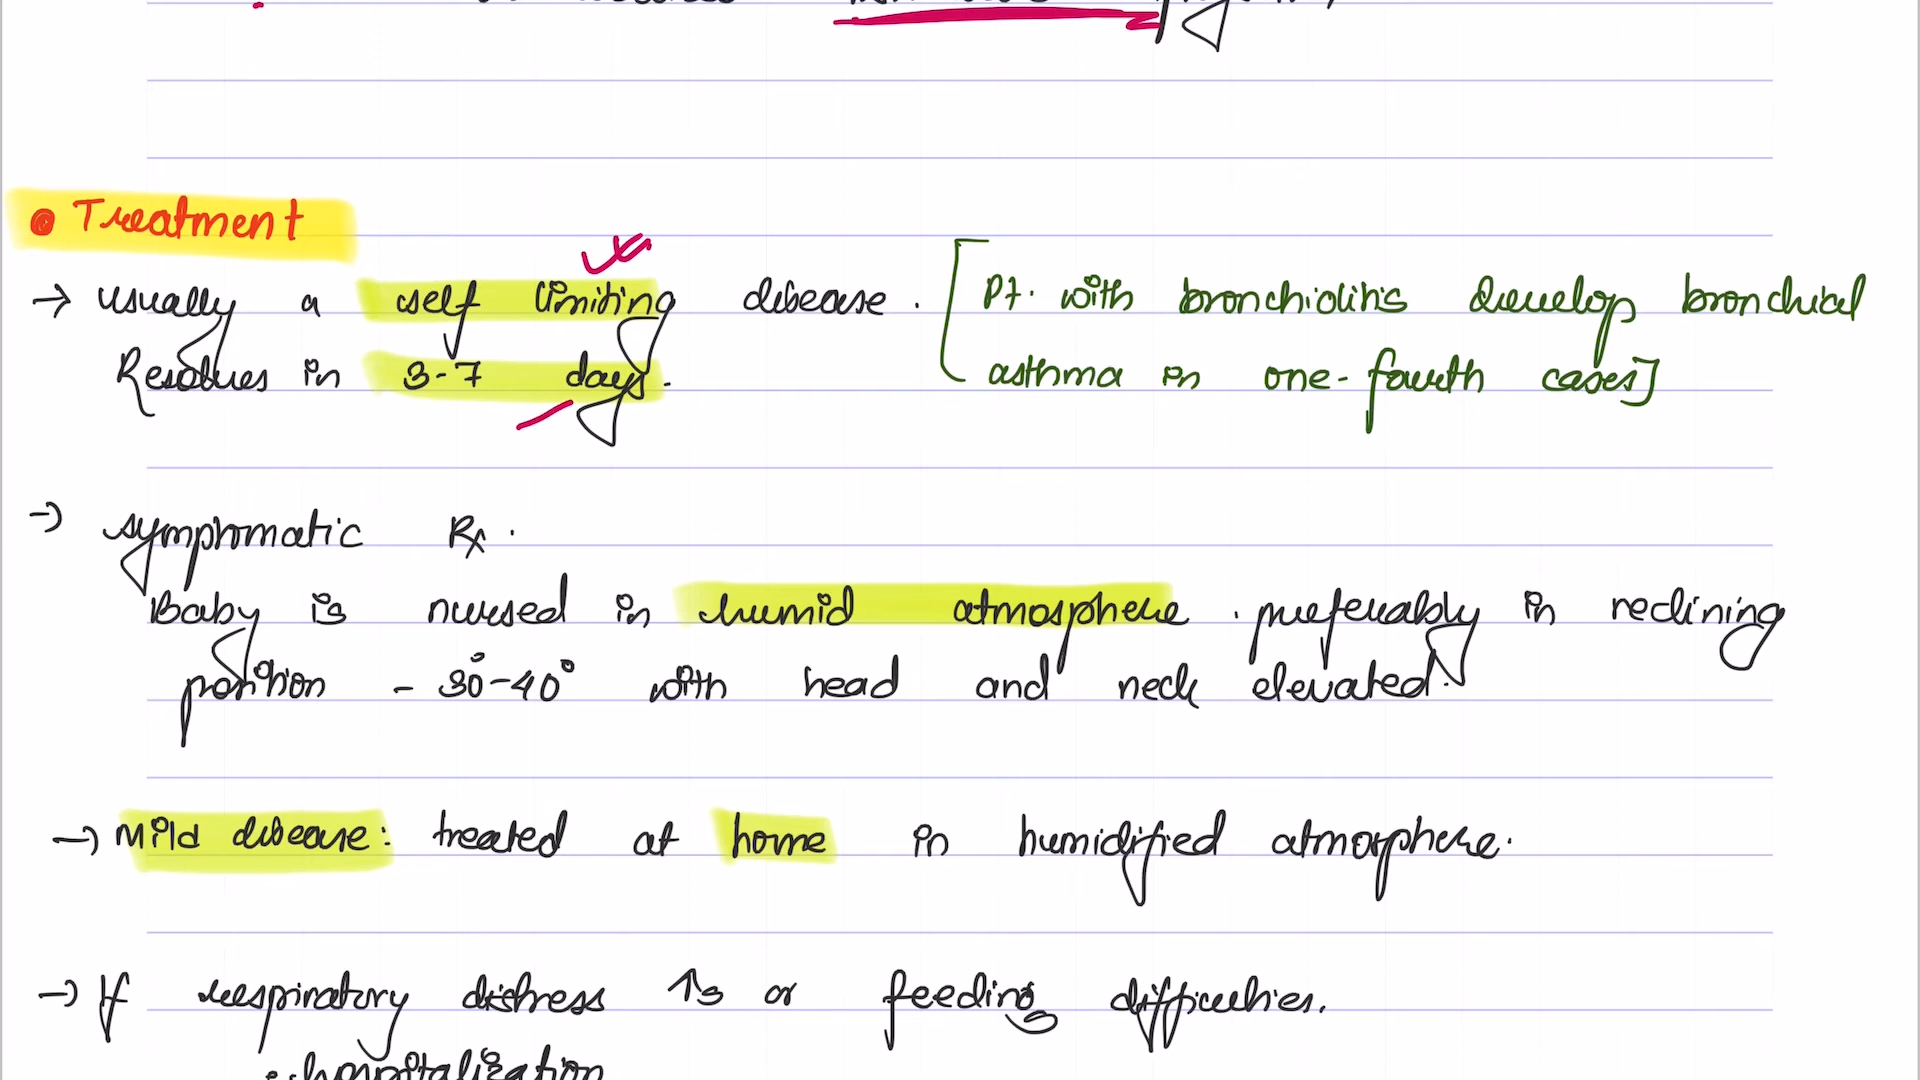 • Treatment
→ usually a self limiting disease. [Pt. with bronchiolitis develop bronchial
Resolves in 3-7 days. asthma in one-fourth cases]
→ symptomatic Rx.
Baby is nursed in humid atmosphere. preferably in reclining
position - 30°-40° with head and neck elevated.
→ Mild disease: treated at home in humidified atmosphere.
→ If respiratory distress ↑s or feeding difficulties.
: hospitalization